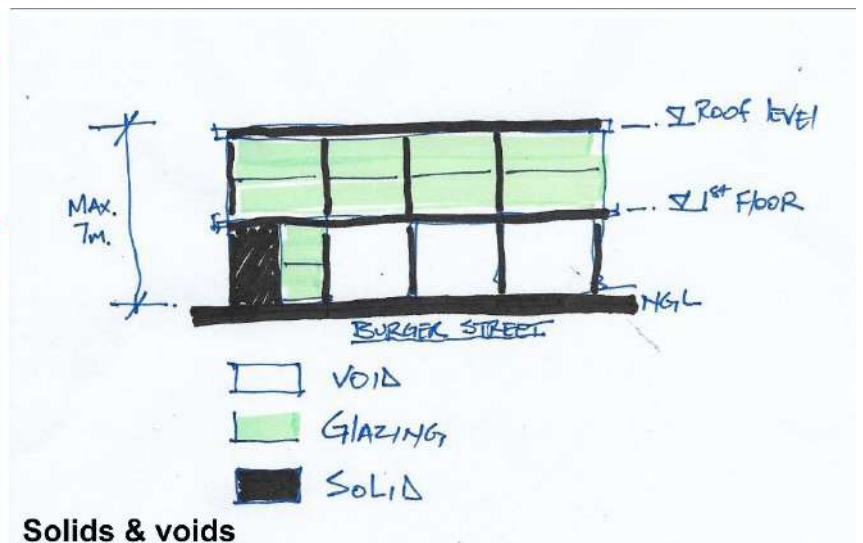 ROOF LEVEL
MAX.
7m.
1st FLOOR
NGL
BURGER STREET
VOID
GLAZING
SOLID
Solids & voids